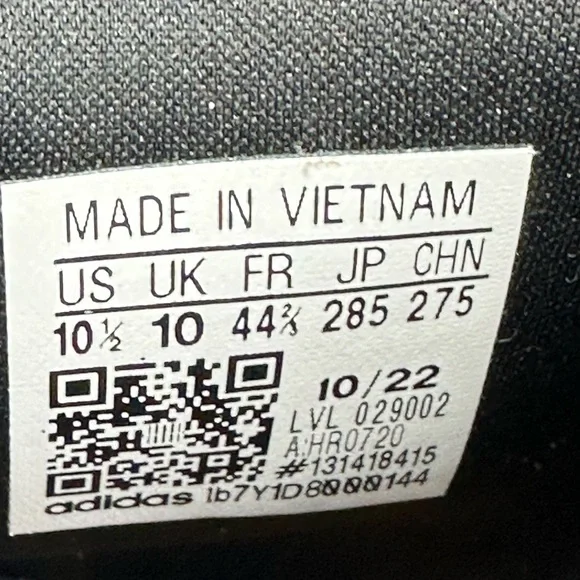 MADE IN VIETNAM
US UK FR JP CHN
10½ 10 44⅔ 285 275
10/22
LVL 029002
A:HR0720
#131418415
adidas 1b7Y1D8000144